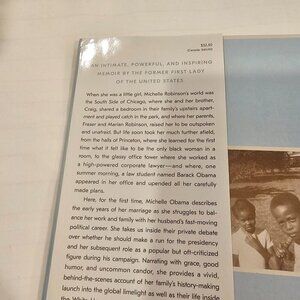 $32.50
AN INTIMATE, POWERFUL, AND INSPIRING
MEMOIR BY THE FORMER FIRST LADY
OF THE UNITED STATES
When she was a little girl, Michelle Robinson's world was
the South Side of Chicago, where she and her brother,
Craig, shared a bedroom in their family's upstairs apart-
ment and played catch in the park, and where her parents,
Fraser and Marian Robinson, raised her to be outspoken
and unafraid. But life soon took her much further afield,
from the halls of Princeton, where she learned for the first
time what it felt like to be the only black woman in a
room, to the glassy office tower where she worked as
a high-powered corporate lawyer—and where, one
summer morning, a law student named Barack Obama
appeared in her office and upended all her carefully
made plans.
Here, for the first time, Michelle Obama describes
the early years of her marriage as she struggles to bal-
ance her work and family with her husband's fast-moving
political career. She takes us inside their private debate
over whether he should make a run for the presidency
and her subsequent role as a popular but oft-criticized
figure during his campaign. Narrating with grace, good
humor, and uncommon candor, she provides a vivid,
behind-the-scenes account of her family's history-making
launch into the global limelight as well as their life inside